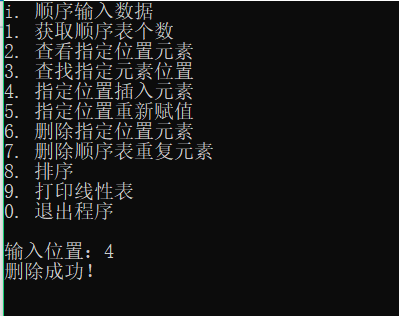 i. 顺序输入数据
1. 获取顺序表个数
2. 查看指定位置元素
3. 查找指定元素位置
4. 指定位置插入元素
5. 指定位置重新赋值
6. 删除指定位置元素
7. 删除顺序表重复元素
8. 排序
9. 打印线性表
0. 退出程序
输入位置：4
删除成功！